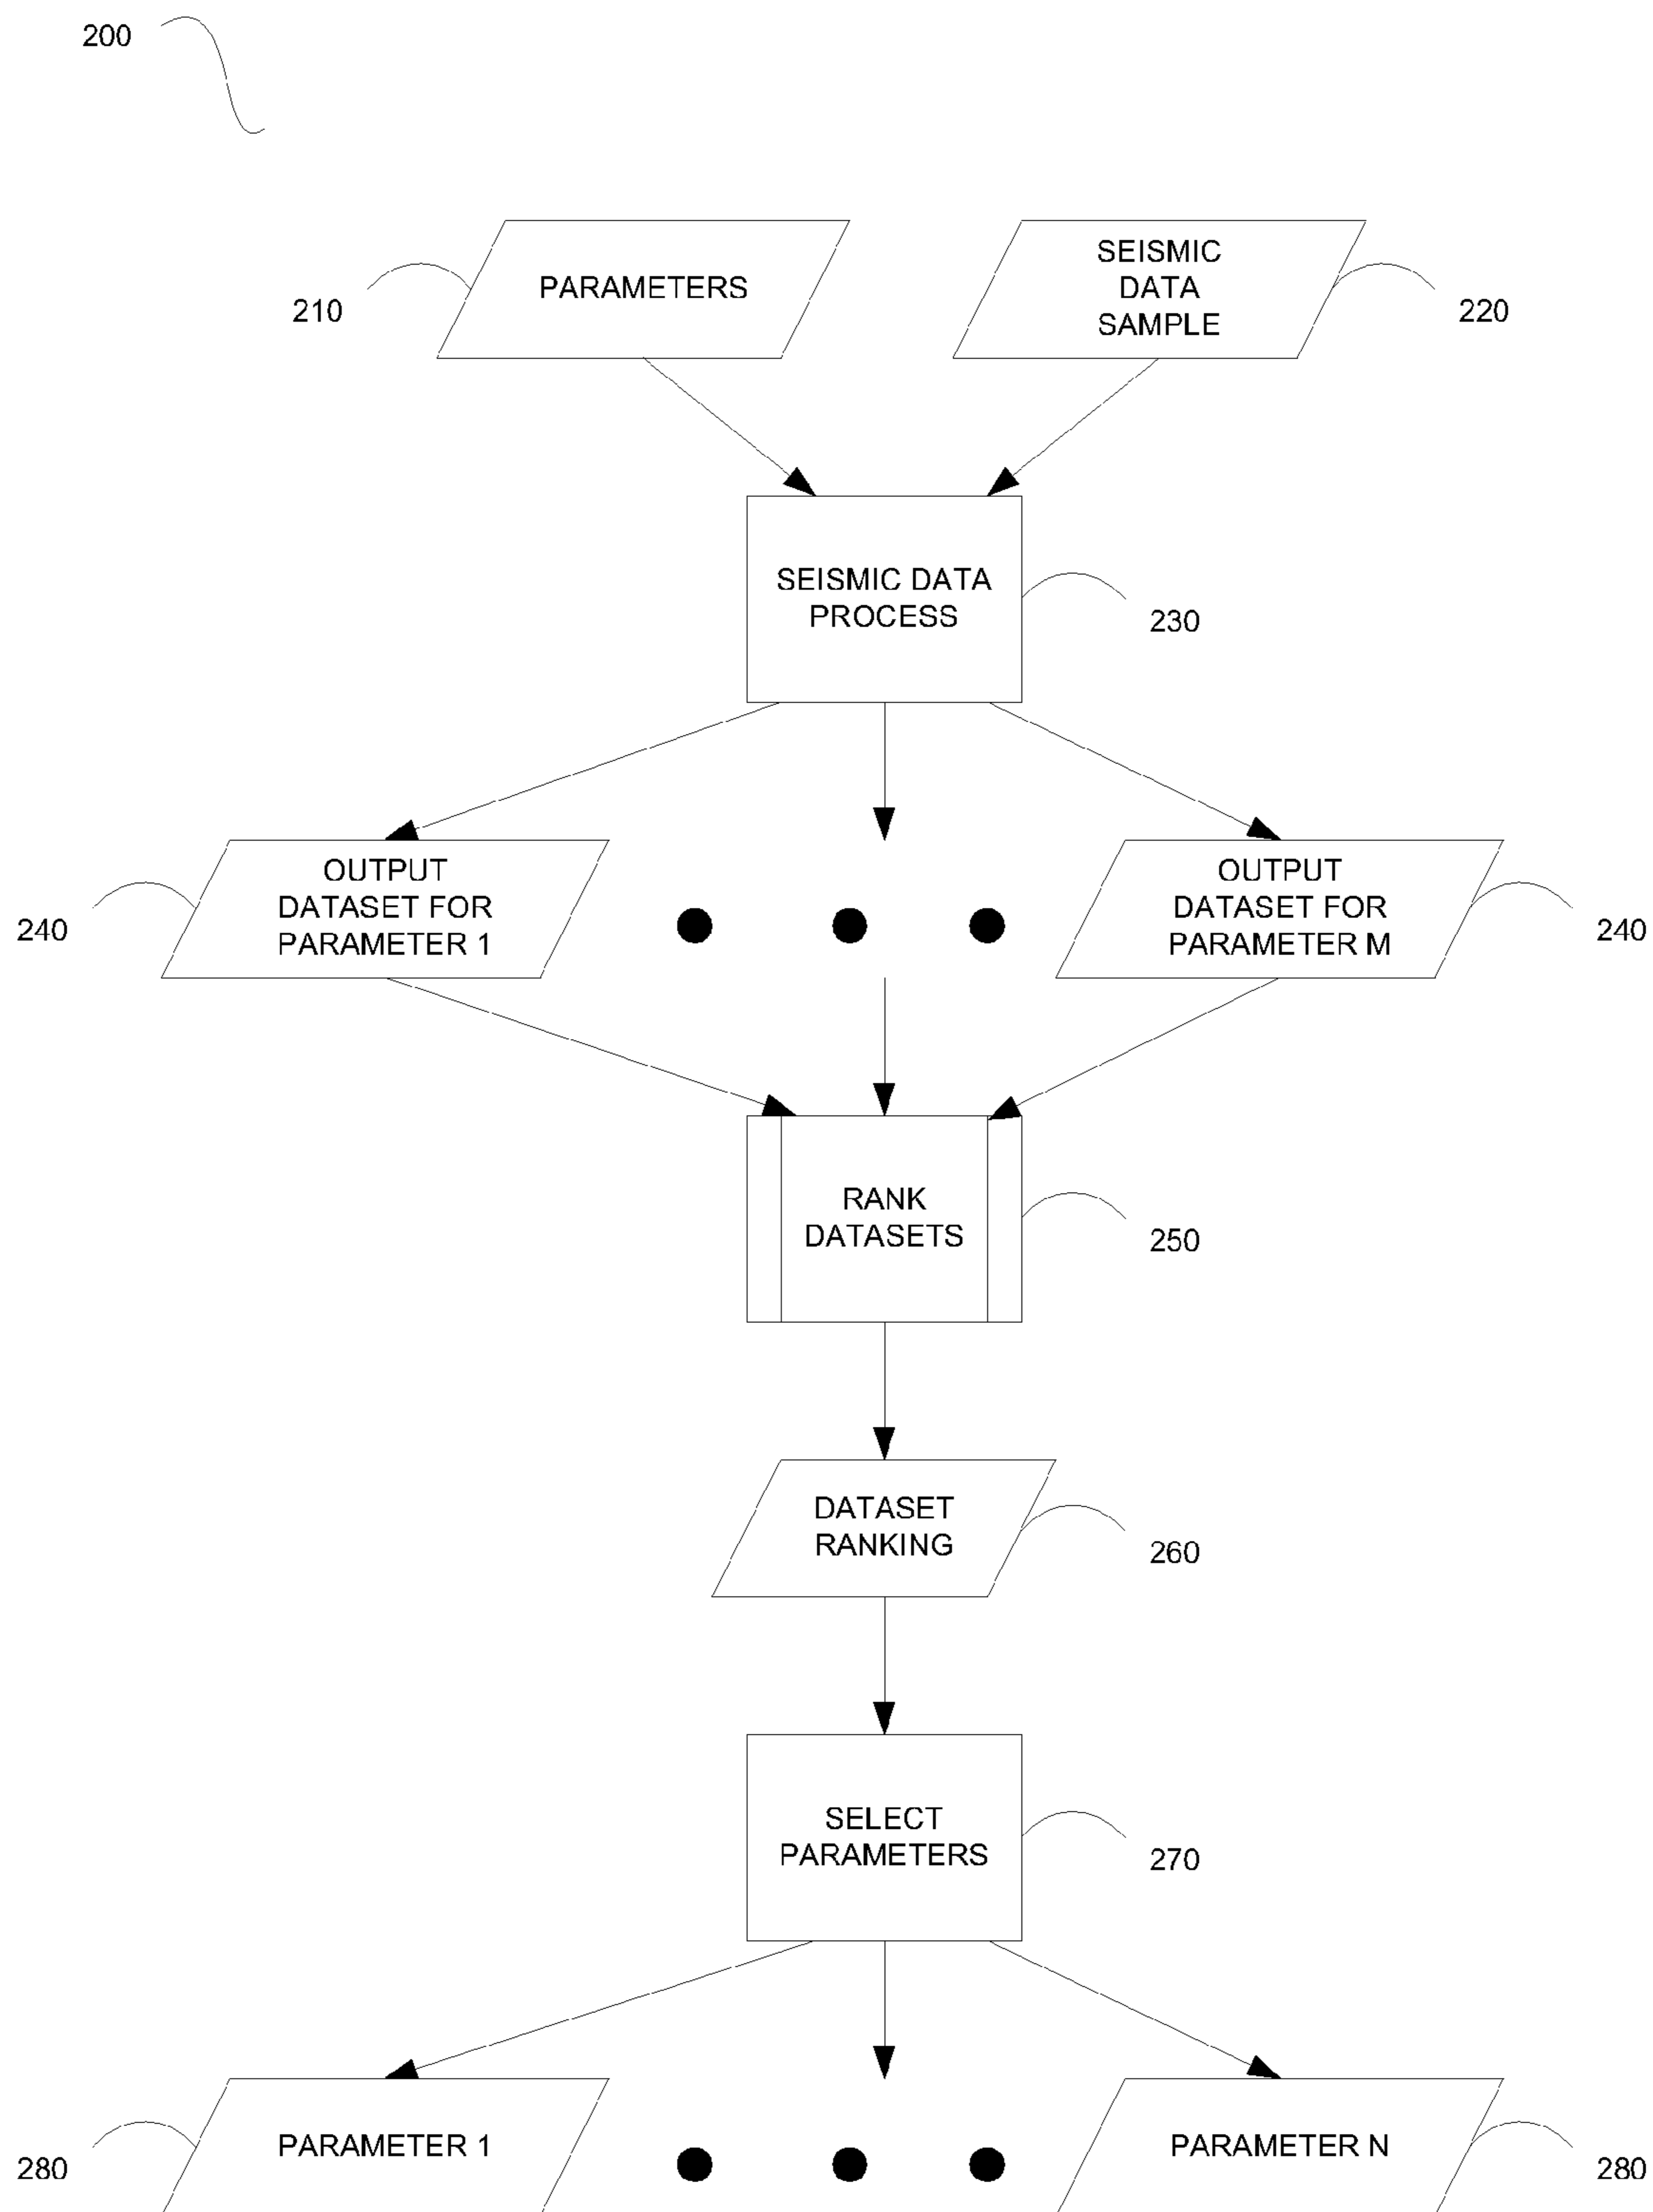 200
PARAMETERS
210
SEISMIC
DATA
SAMPLE
220
SEISMIC DATA
PROCESS
230
OUTPUT
DATASET FOR
PARAMETER 1
240
OUTPUT
DATASET FOR
PARAMETER M
240
RANK
DATASETS
250
DATASET
RANKING
260
SELECT
PARAMETERS
270
PARAMETER 1
280
PARAMETER N
280